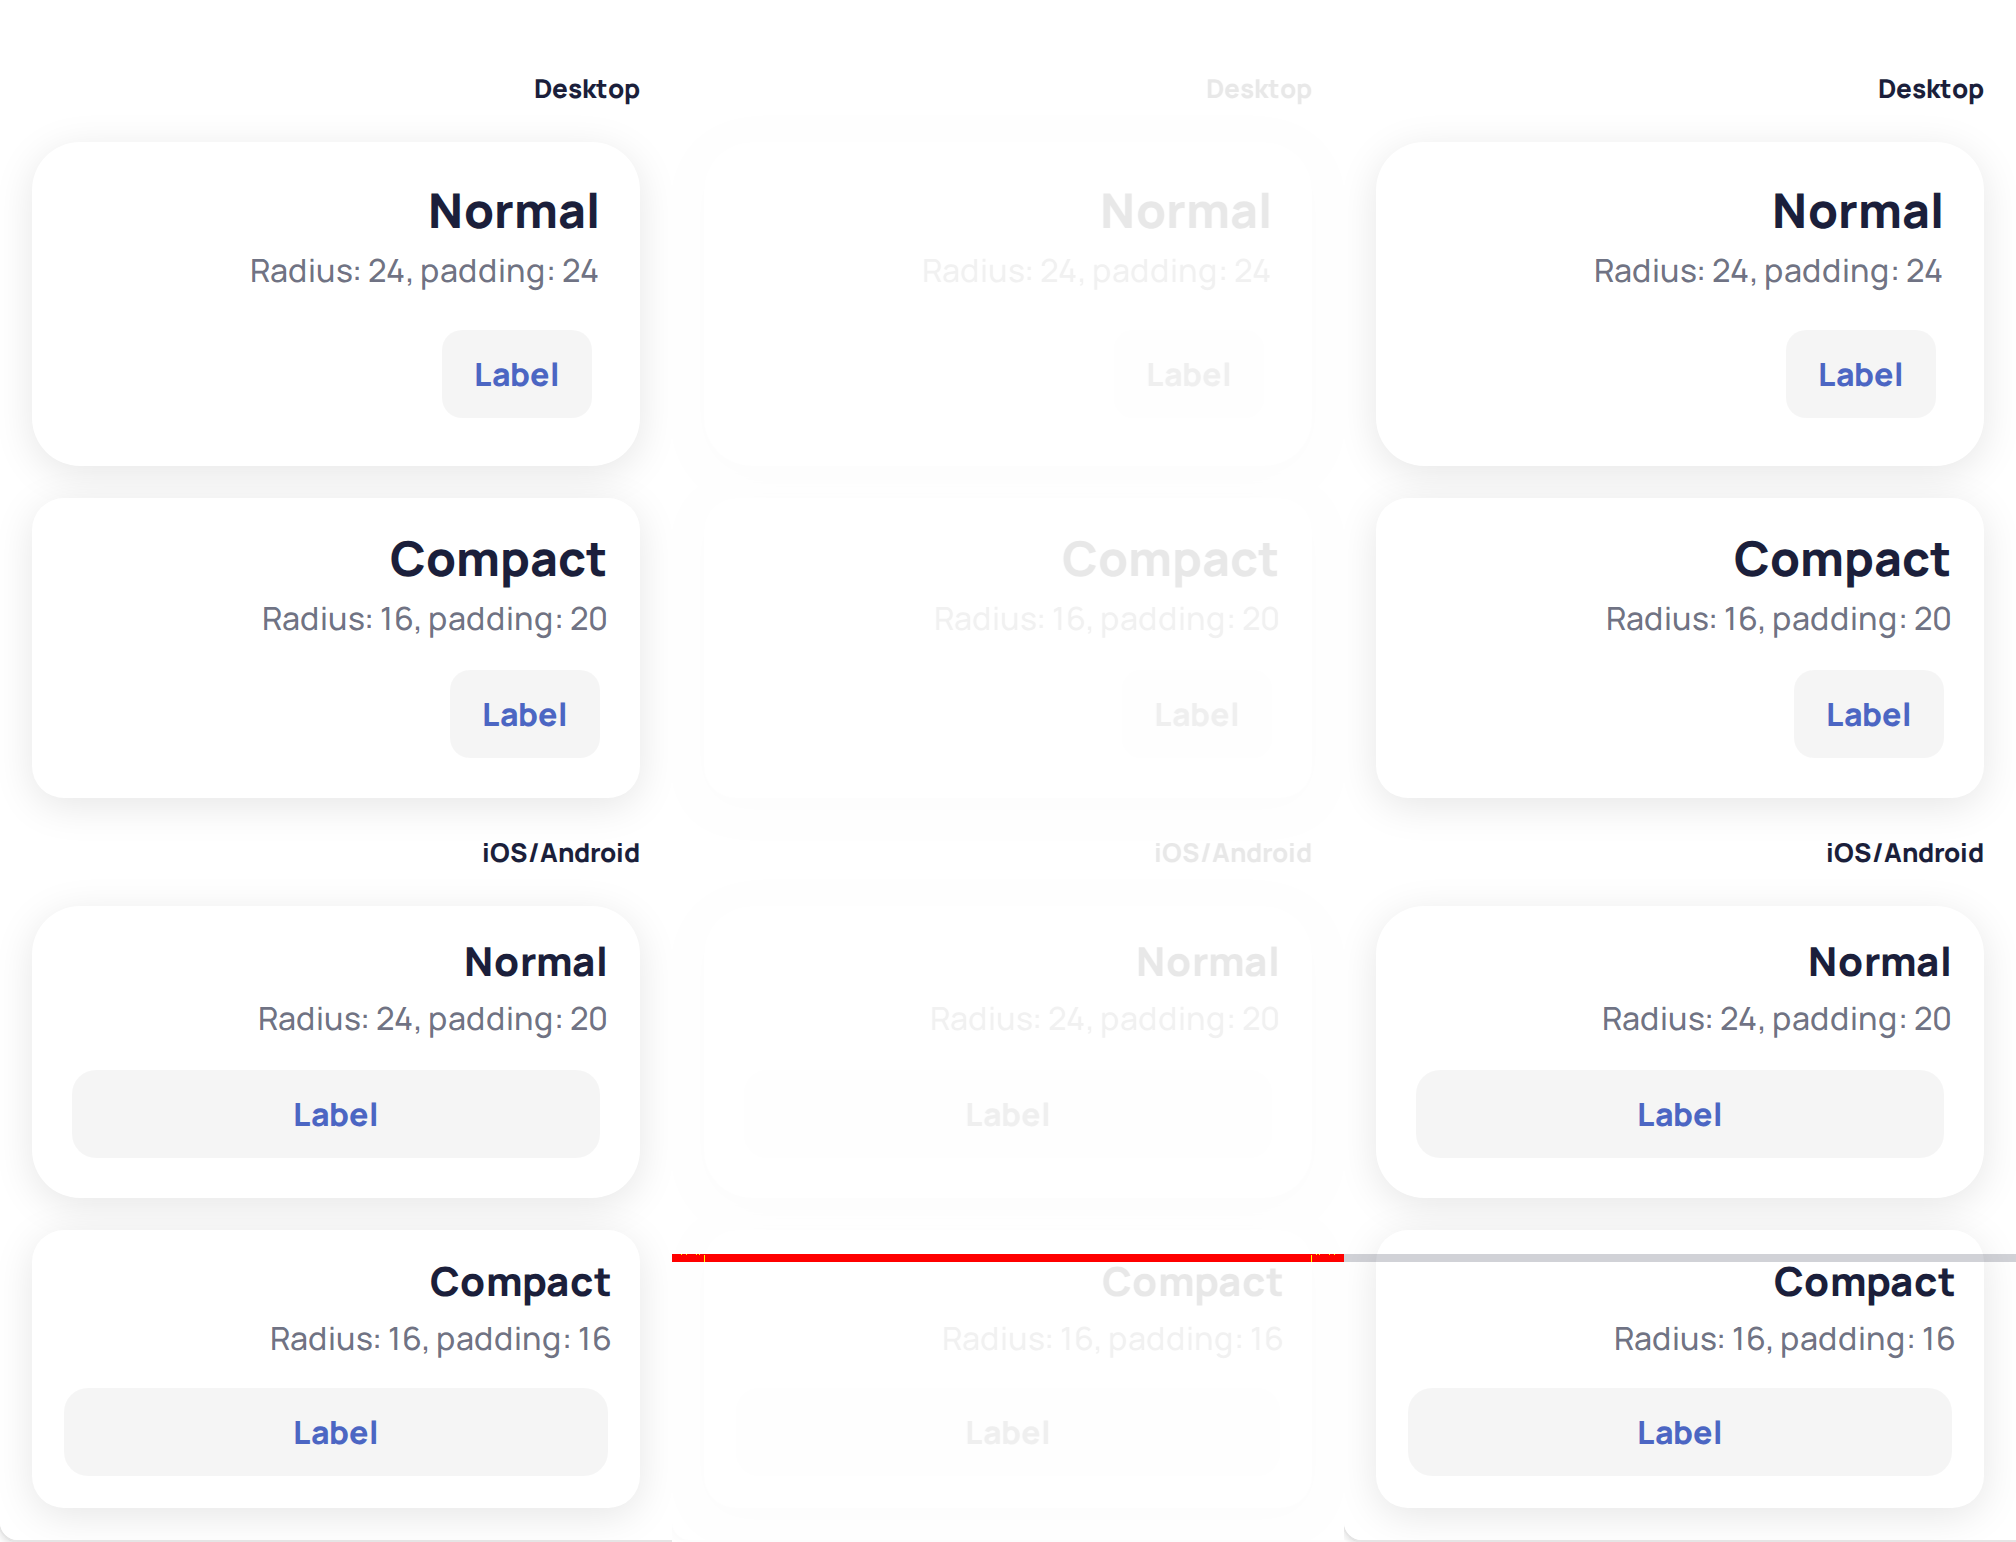 Desktop
Normal
Radius: 24, padding: 24
Label
Compact
Radius: 16, padding: 20
Label
iOS/Android
Normal
Radius: 24, padding: 20
Label
Compact
Radius: 16, padding: 16
Label
Desktop
Normal
Radius: 24, padding: 24
Label
Compact
Radius: 16, padding: 20
Label
iOS/Android
Normal
Radius: 24, padding: 20
Label
Compact
Radius: 16, padding: 16
Label
Desktop
Normal
Radius: 24, padding: 24
Label
Compact
Radius: 16, padding: 20
Label
iOS/Android
Normal
Radius: 24, padding: 20
Label
Compact
Radius: 16, padding: 16
Label